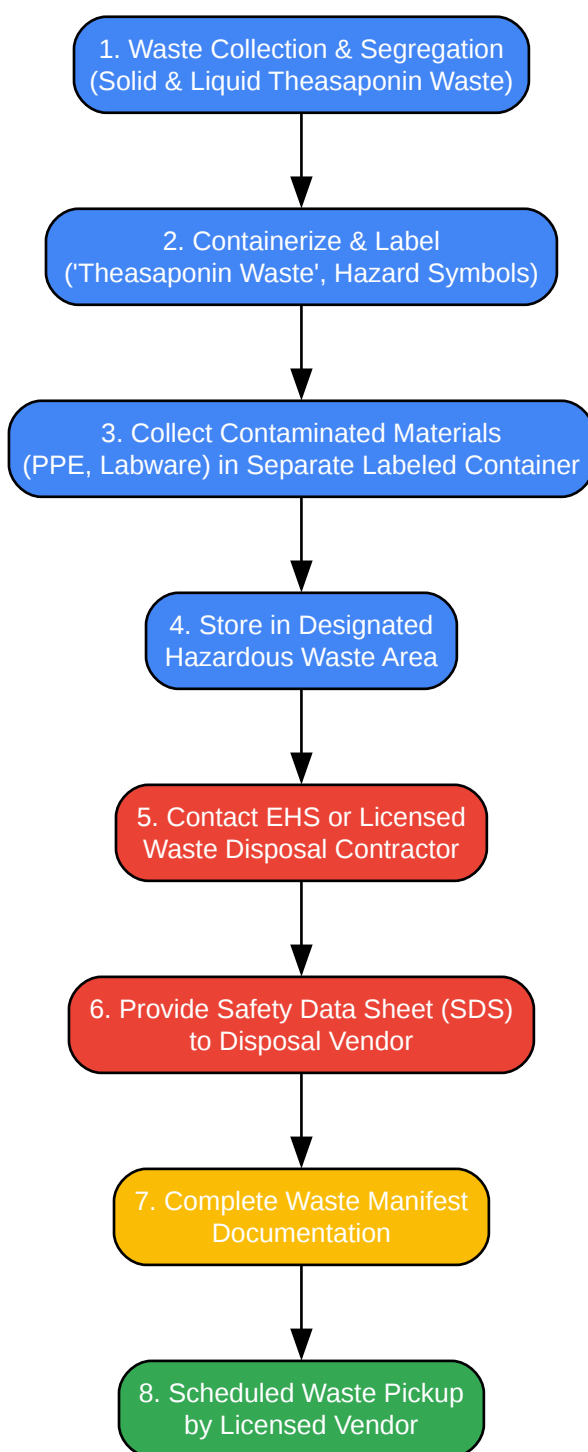 1. Waste Collection & Segregation
(Solid & Liquid Theasaponin Waste)
2. Containerize & Label
('Theasaponin Waste', Hazard Symbols)
3. Collect Contaminated Materials
(PPE, Labware) in Separate Labeled Container
4. Store in Designated
Hazardous Waste Area
5. Contact EHS or Licensed
Waste Disposal Contractor
6. Provide Safety Data Sheet (SDS)
to Disposal Vendor
7. Complete Waste Manifest
Documentation
8. Scheduled Waste Pickup
by Licensed Vendor